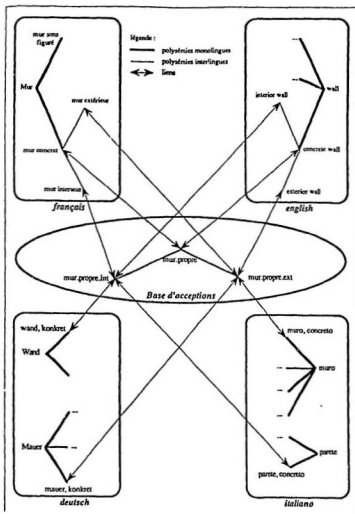 mur sens
figuré
Mur
mur extérieur
mur concret
mur interieur
français
légende :
polysémies monolingues
polysémies interlingues
liens
...
...
wall
interior wall
concrete wall
exterior wall
english
mur.propre
mur.propre.int
mur.propre.ext
Base d'acceptions
wand, konkret
Wand
...
Mauer
...
mauer, konkret
deutsch
muro, concreto
...
muro
...
...
...
parete
parete, concreto
italiano